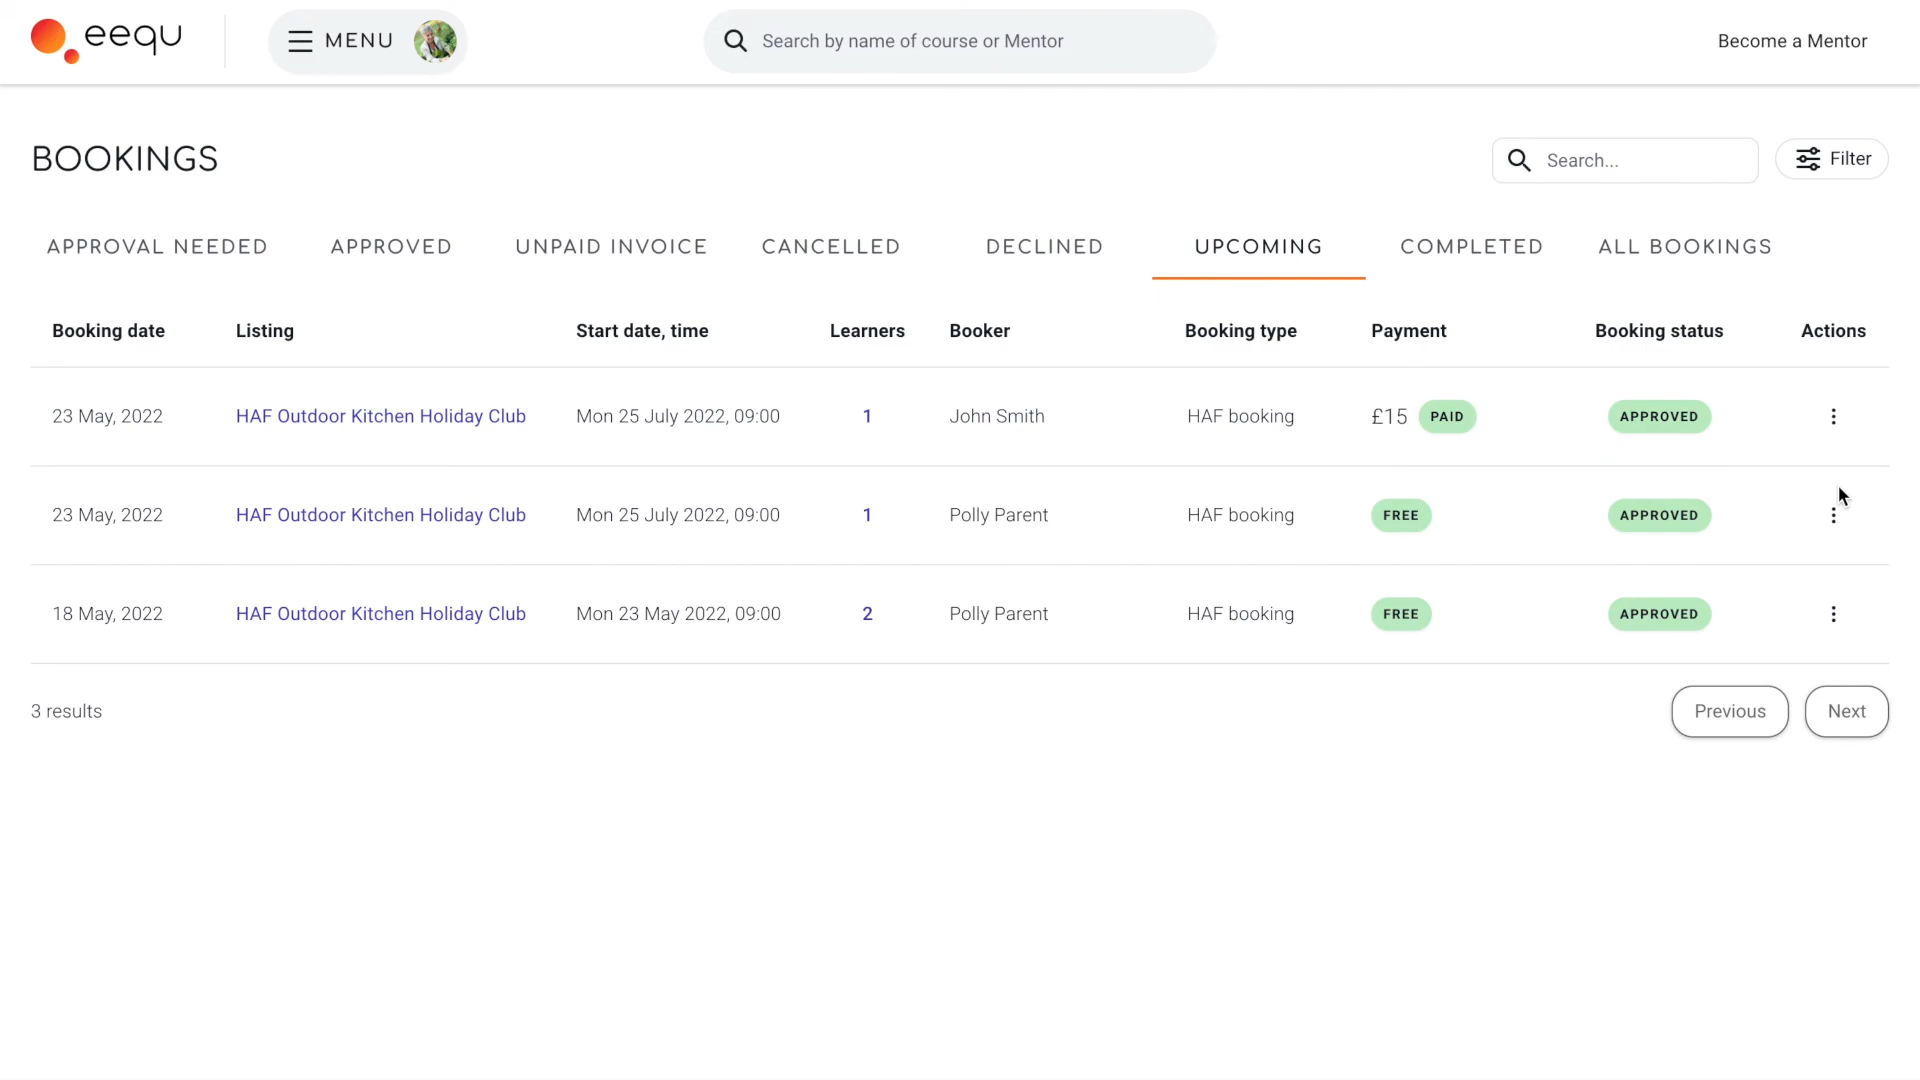 eequ
MENU
Search by name of course or Mentor
Become a Mentor
BOOKINGS
Search...
Filter
APPROVAL NEEDED APPROVED UNPAID INVOICE CANCELLED DECLINED UPCOMING COMPLETED ALL BOOKINGS
Booking date Listing Start date, time Learners Booker Booking type Payment Booking status Actions
23 May, 2022 HAF Outdoor Kitchen Holiday Club Mon 25 July 2022, 09:00 1 John Smith HAF booking £15 PAID APPROVED
23 May, 2022 HAF Outdoor Kitchen Holiday Club Mon 25 July 2022, 09:00 1 Polly Parent HAF booking FREE APPROVED
18 May, 2022 HAF Outdoor Kitchen Holiday Club Mon 23 May 2022, 09:00 2 Polly Parent HAF booking FREE APPROVED
3 results
Previous Next